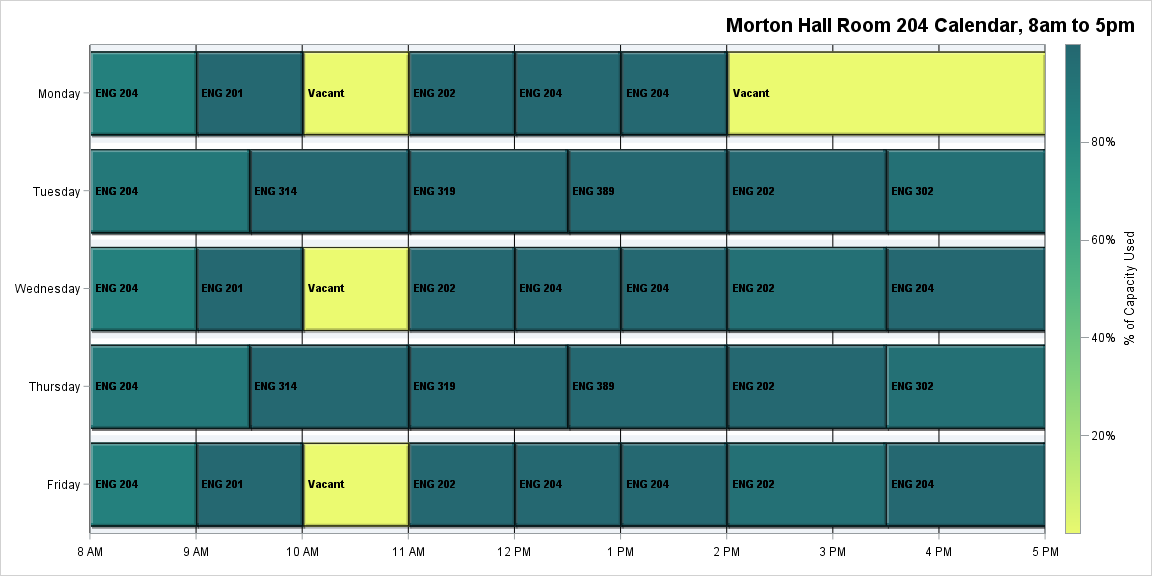 Morton Hall Room 204 Calendar, 8am to 5pm
Monday
ENG 204
ENG 201
Vacant
ENG 202
ENG 204
ENG 204
Vacant
Tuesday
ENG 204
ENG 314
ENG 319
ENG 389
ENG 202
ENG 302
Wednesday
ENG 204
ENG 201
Vacant
ENG 202
ENG 204
ENG 204
ENG 202
ENG 204
Thursday
ENG 204
ENG 314
ENG 319
ENG 389
ENG 202
ENG 302
Friday
ENG 204
ENG 201
Vacant
ENG 202
ENG 204
ENG 204
ENG 202
ENG 204
8 AM
9 AM
10 AM
11 AM
12 PM
1 PM
2 PM
3 PM
4 PM
5 PM
80%
60%
40%
20%
% of Capacity Used